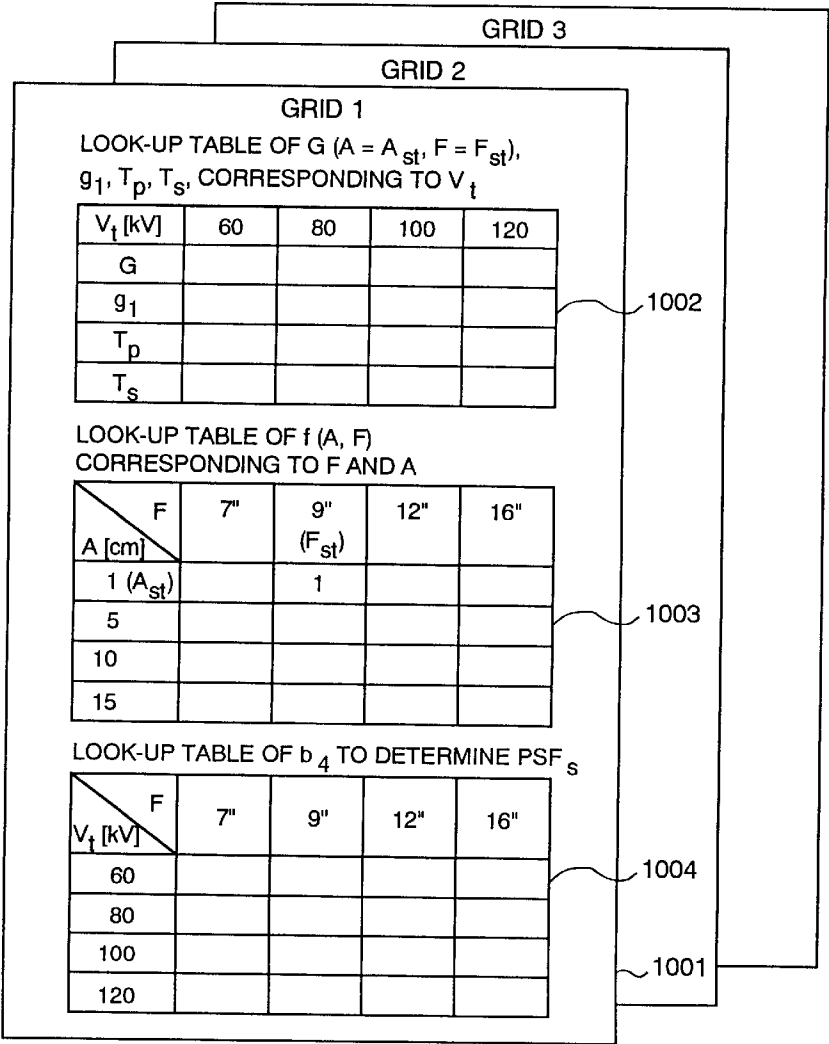 GRID 3
GRID 2
GRID 1
LOOK-UP TABLE OF G (A = A st, F = F st),
g1, Tp, Ts, CORRESPONDING TO V t
Vt [kV] 60 80 100 120
G
g1
Tp
Ts
1002
LOOK-UP TABLE OF f (A, F)
CORRESPONDING TO F AND A
F 7" 9" 12" 16"
A [cm] (Fst)
1 (Ast) 1
5
10
15
1003
LOOK-UP TABLE OF b 4 TO DETERMINE PSF s
F 7" 9" 12" 16"
Vt [kV]
60
80
100
120
1004
1001